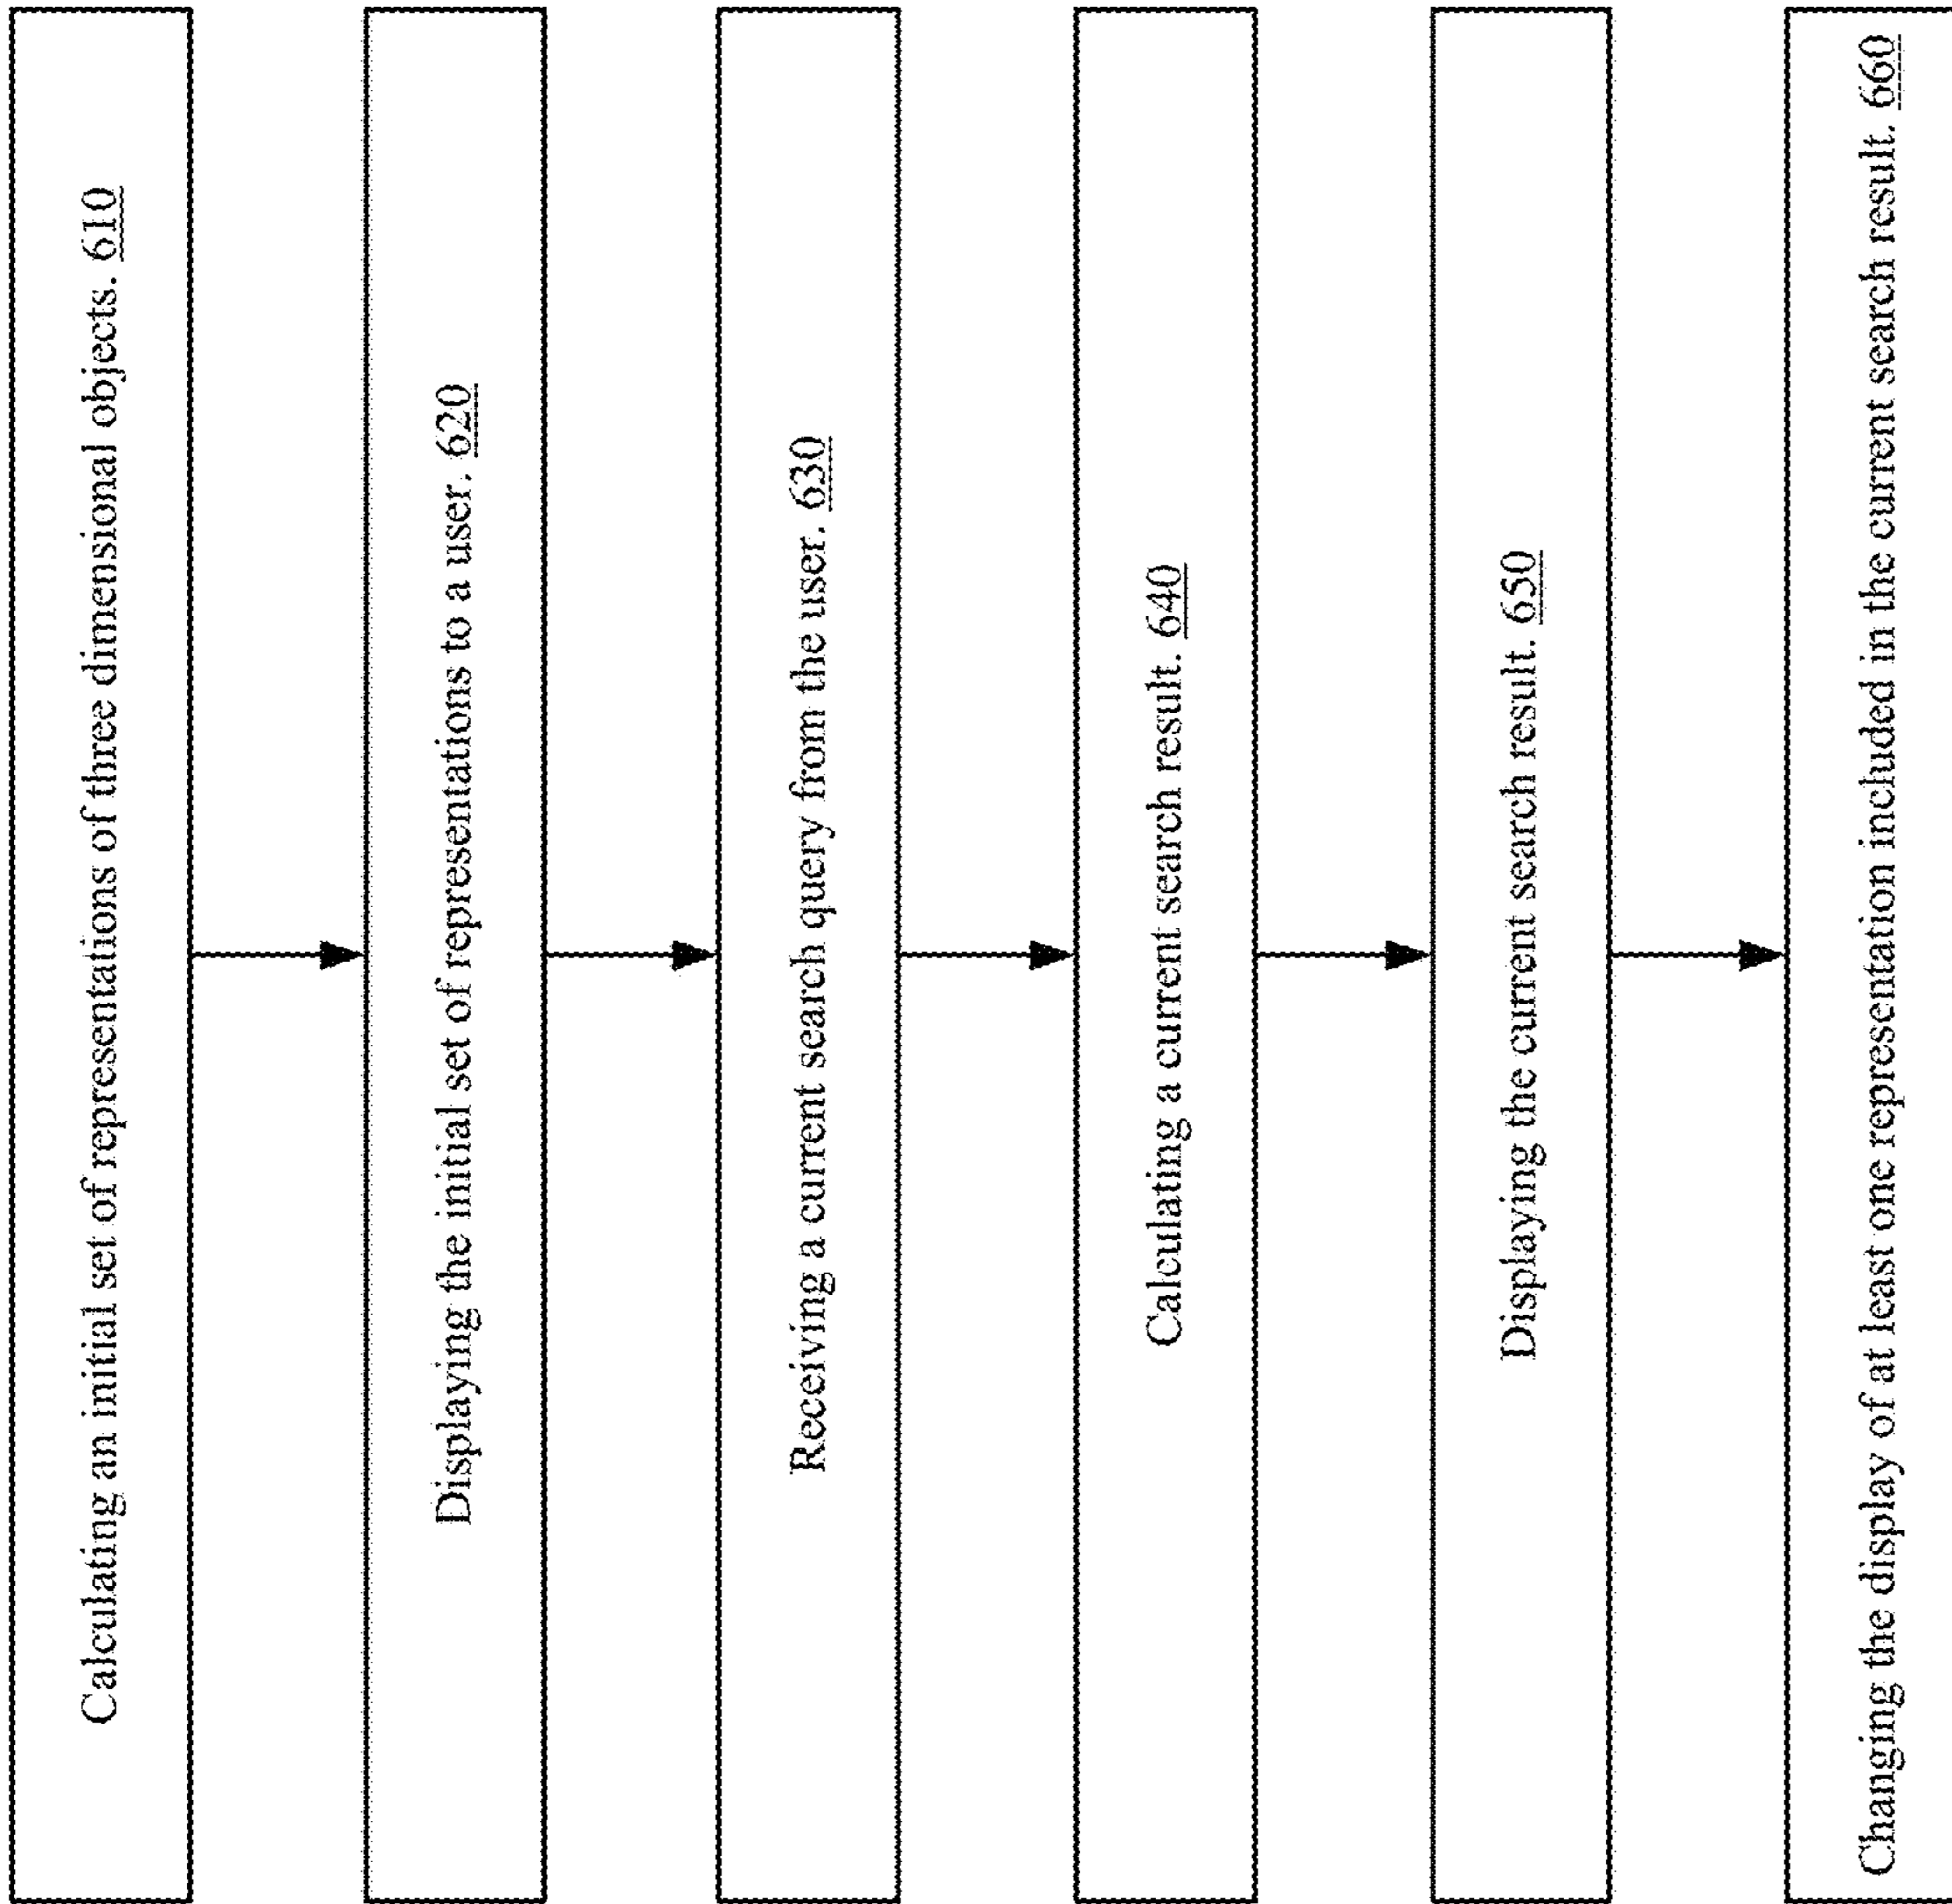 Calculating an initial set of representations of three dimensional objects. 610
Displaying the initial set of representations to a user. 620
Receiving a current search query from the user. 630
Calculating a current search result. 640
Displaying the current search result. 650
Changing the display of at least one representation included in the current search result. 660